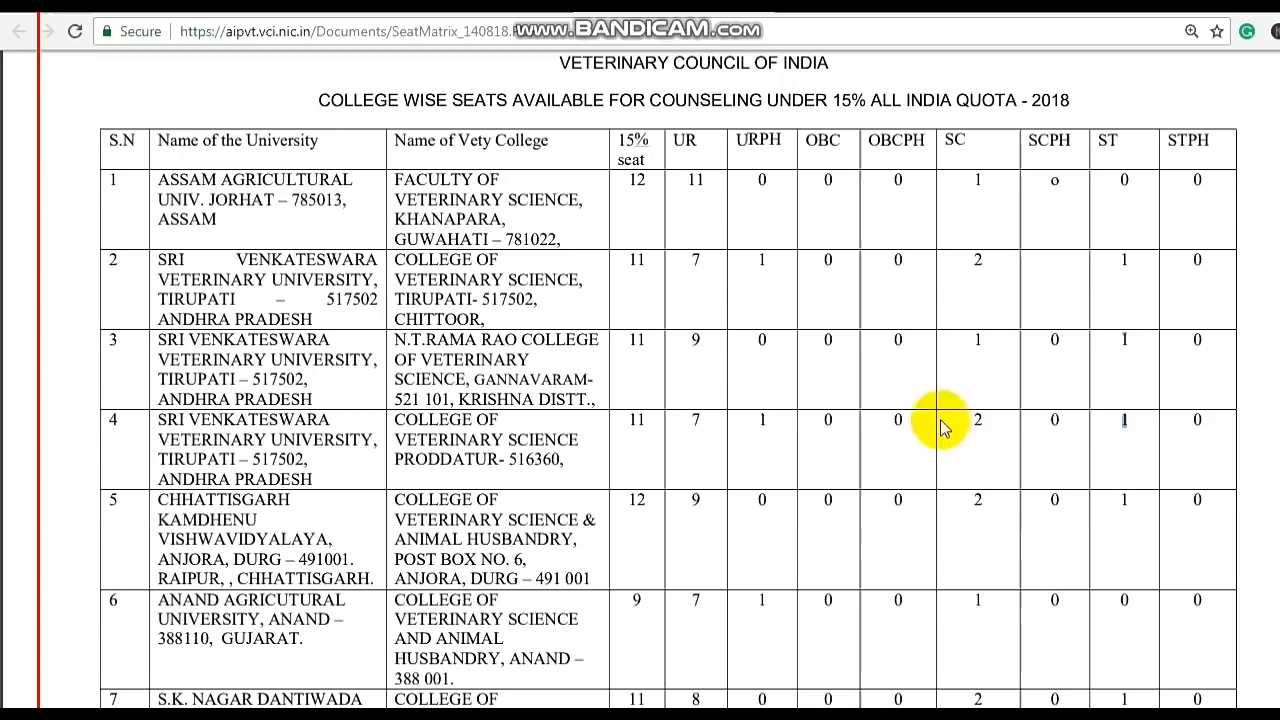 www.BANDICAM.com
Secure https://aipvt.vci.nic.in/Documents/SeatMatrix_140818.
VETERINARY COUNCIL OF INDIA
COLLEGE WISE SEATS AVAILABLE FOR COUNSELING UNDER 15% ALL INDIA QUOTA - 2018
S.N Name of the University Name of Vety College 15% UR URPH OBC OBCPH SC SCPH ST STPH
seat
1 ASSAM AGRICULTURAL FACULTY OF 12 11 0 0 0 1 o 0 0
UNIV. JORHAT – 785013, VETERINARY SCIENCE,
ASSAM KHANAPARA,
GUWAHATI – 781022,
2 SRI VENKATESWARA COLLEGE OF 11 7 1 0 0 2 1 0
VETERINARY UNIVERSITY, VETERINARY SCIENCE,
TIRUPATI – 517502 TIRUPATI- 517502,
ANDHRA PRADESH CHITTOOR,
3 SRI VENKATESWARA N.T.RAMA RAO COLLEGE 11 9 0 0 0 1 0 1 0
VETERINARY UNIVERSITY, OF VETERINARY
TIRUPATI – 517502, SCIENCE, GANNAVARAM-
ANDHRA PRADESH 521 101, KRISHNA DISTT.,
4 SRI VENKATESWARA COLLEGE OF 11 7 1 0 0 2 0 1 0
VETERINARY UNIVERSITY, VETERINARY SCIENCE
TIRUPATI – 517502, PRODDATUR- 516360,
ANDHRA PRADESH
5 CHHATTISGARH COLLEGE OF 12 9 0 0 0 2 0 1 0
KAMDHENU VETERINARY SCIENCE &
VISHWAVIDYALAYA, ANIMAL HUSBANDRY,
ANJORA, DURG – 491001. POST BOX NO. 6,
RAIPUR, , CHHATTISGARH. ANJORA, DURG – 491 001
6 ANAND AGRICUTURAL COLLEGE OF 9 7 1 0 0 1 0 0 0
UNIVERSITY, ANAND – VETERINARY SCIENCE
388110, GUJARAT. AND ANIMAL
HUSBANDRY, ANAND –
388 001.
7 S.K. NAGAR DANTIWADA COLLEGE OF 11 8 0 0 0 2 0 1 0